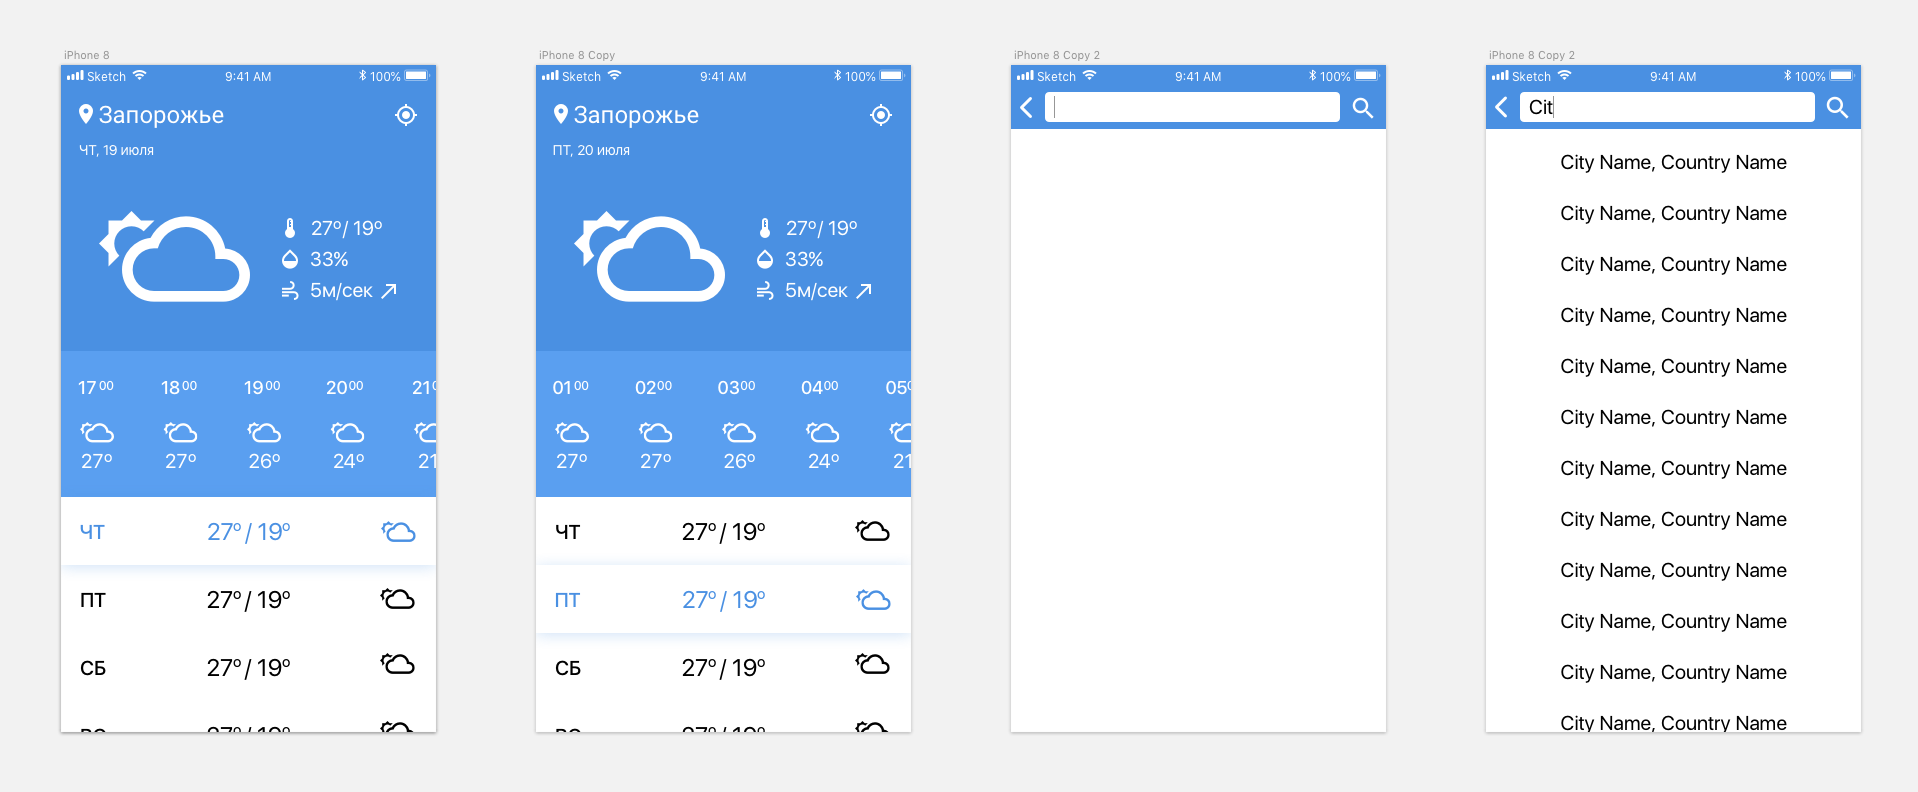 iPhone 8
Sketch 9:41 AM 100%
Запорожье
ЧТ, 19 июля
27º/ 19º
33%
5м/сек
17 00 18 00 19 00 20 00 21
27º 27º 26º 24º 21
ЧТ 27º/ 19º
ПТ 27º/ 19º
СБ 27º/ 19º
iPhone 8 Copy
Sketch 9:41 AM 100%
Запорожье
ПТ, 20 июля
27º/ 19º
33%
5м/сек
01 00 02 00 03 00 04 00 05
27º 27º 26º 24º 21
ЧТ 27º/ 19º
ПТ 27º/ 19º
СБ 27º/ 19º
iPhone 8 Copy 2
Sketch 9:41 AM 100%
iPhone 8 Copy 2
Sketch 9:41 AM 100%
Cit
City Name, Country Name
City Name, Country Name
City Name, Country Name
City Name, Country Name
City Name, Country Name
City Name, Country Name
City Name, Country Name
City Name, Country Name
City Name, Country Name
City Name, Country Name
City Name, Country Name
City Name, Country Name